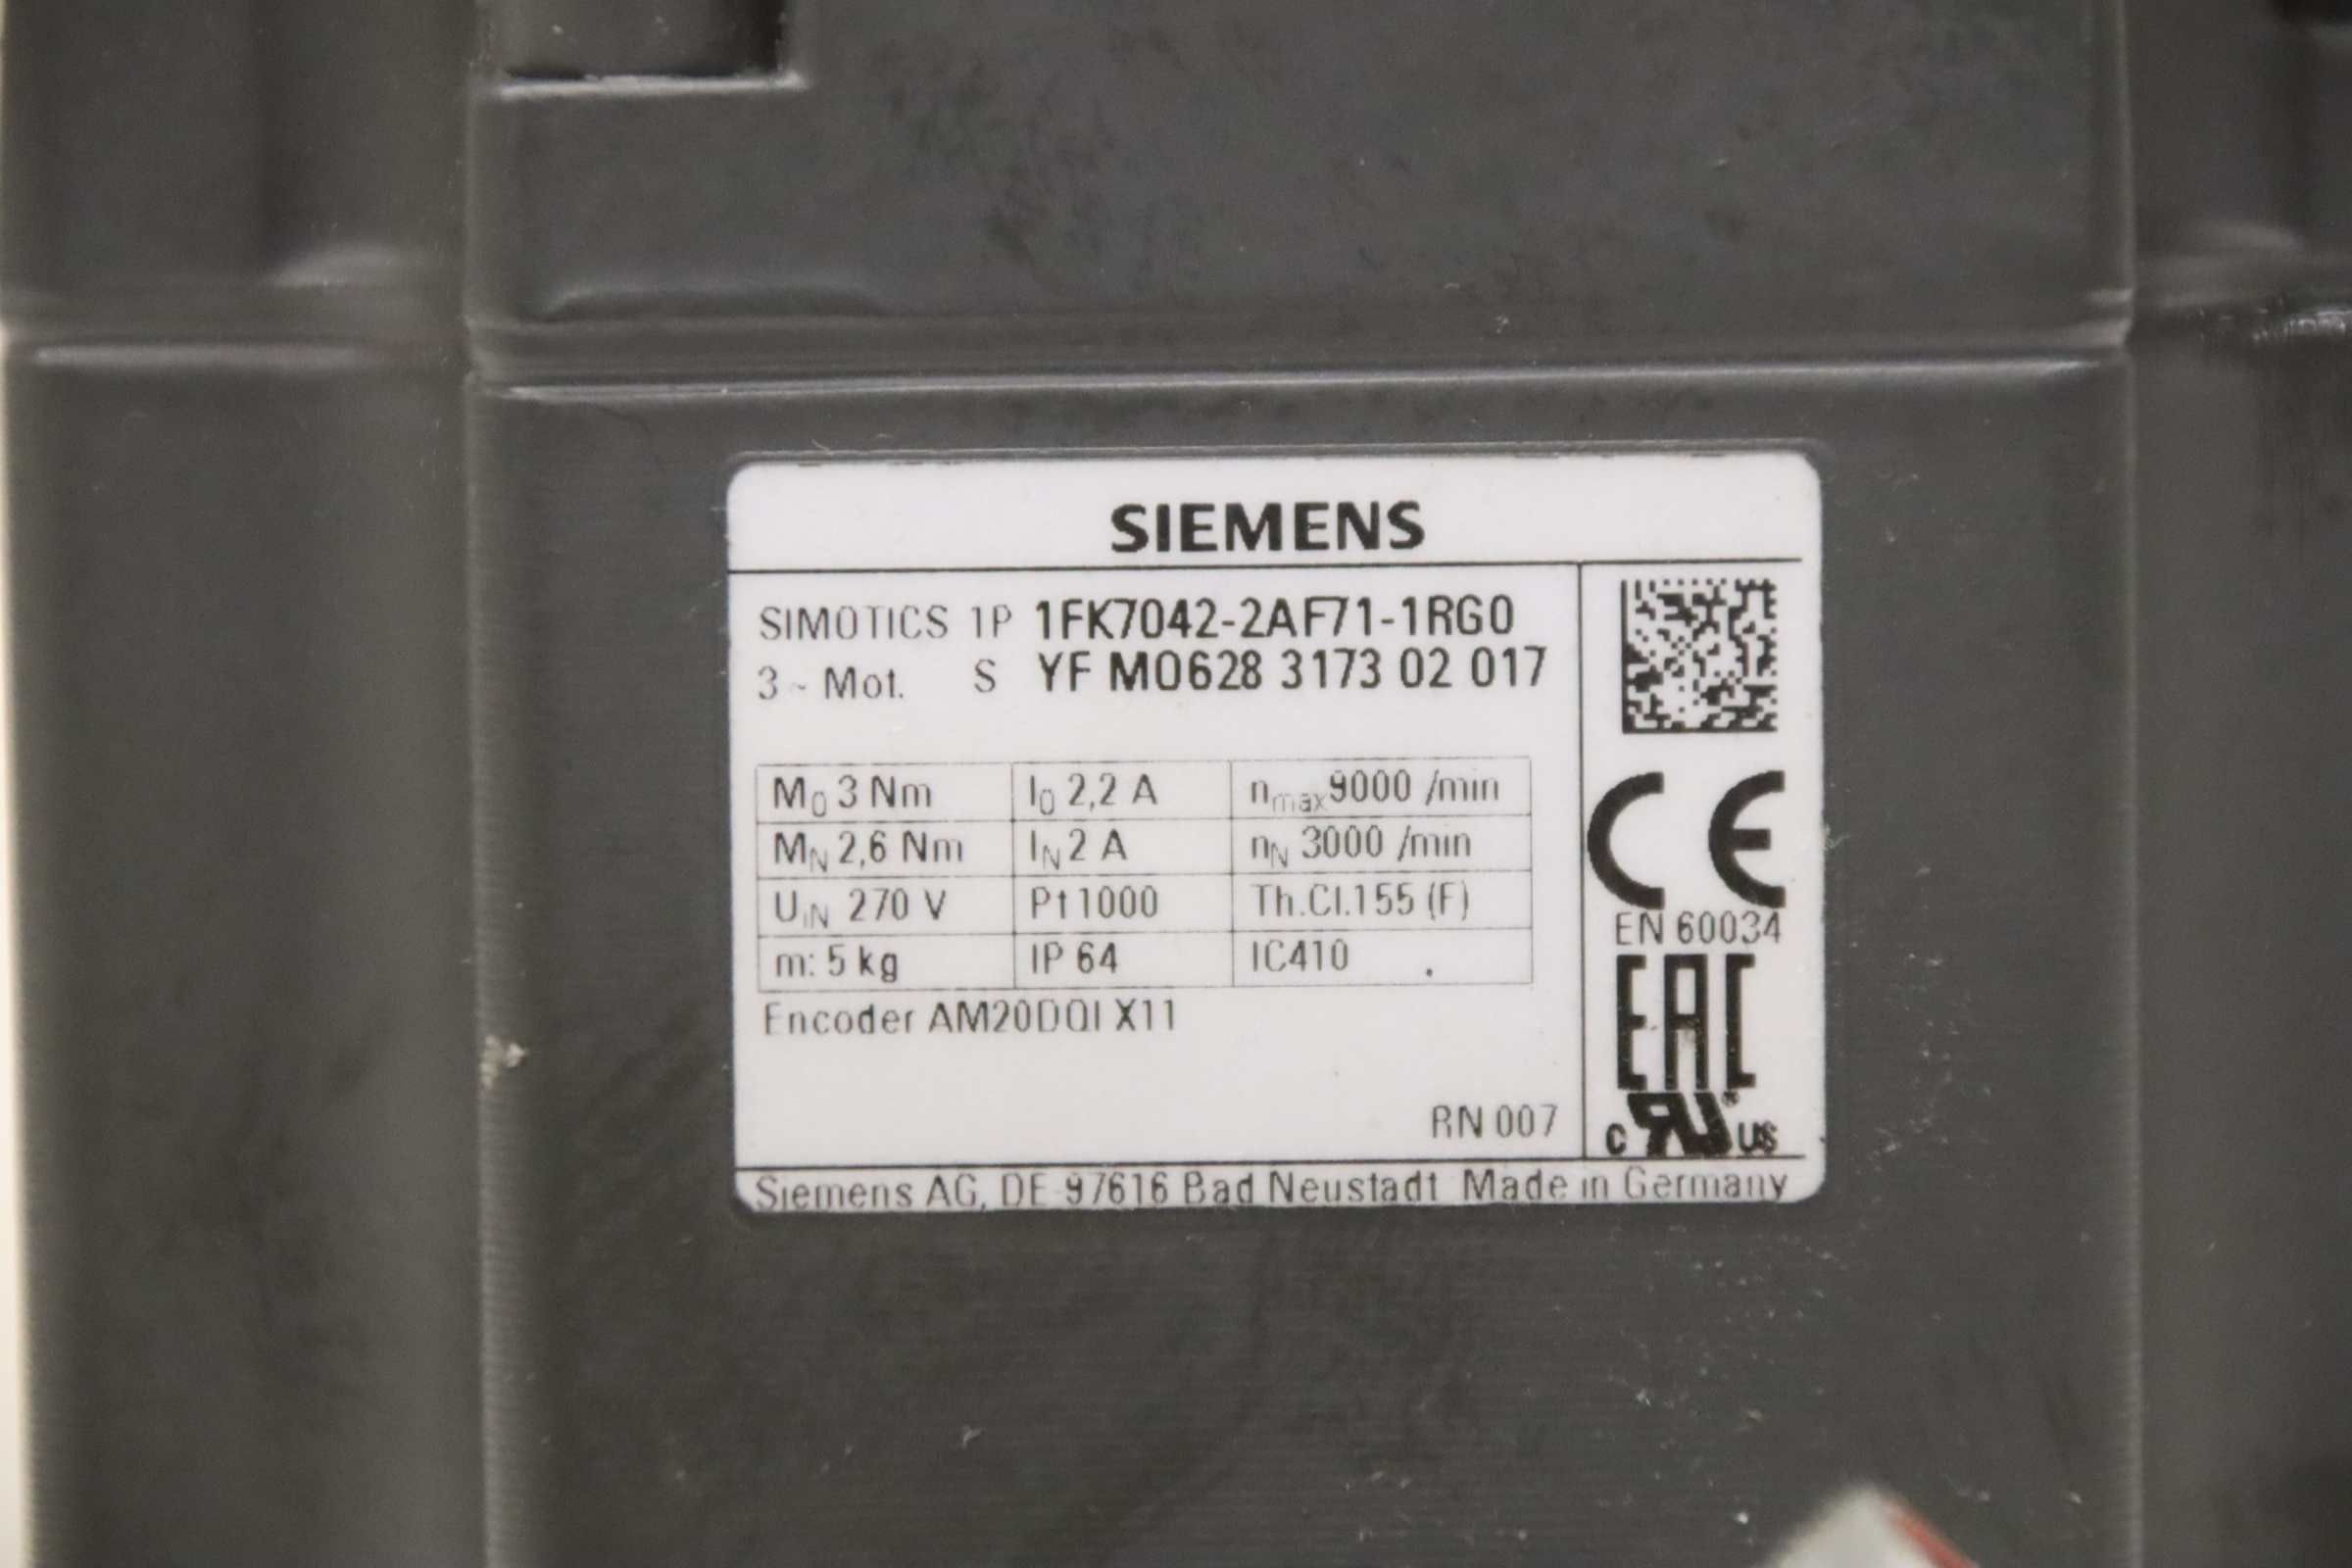 SIEMENS
SIMOTICS 1P 1FK7042-2AF71-1RG0
3 ~ Mot. S YF M0628 3173 02 017
M0 3 Nm I0 2,2 A nmax 9000 /min
MN 2,6 Nm IN 2 A nN 3000 /min
UIN 270 V Pt1000 Th.Cl.155 (F)
m: 5 kg IP 64 IC410
Encoder AM20DQI X11
RN 007
CE
EN 60034
EAC
c RU® US
Siemens AG, DE-97616 Bad Neustadt Made in Germany